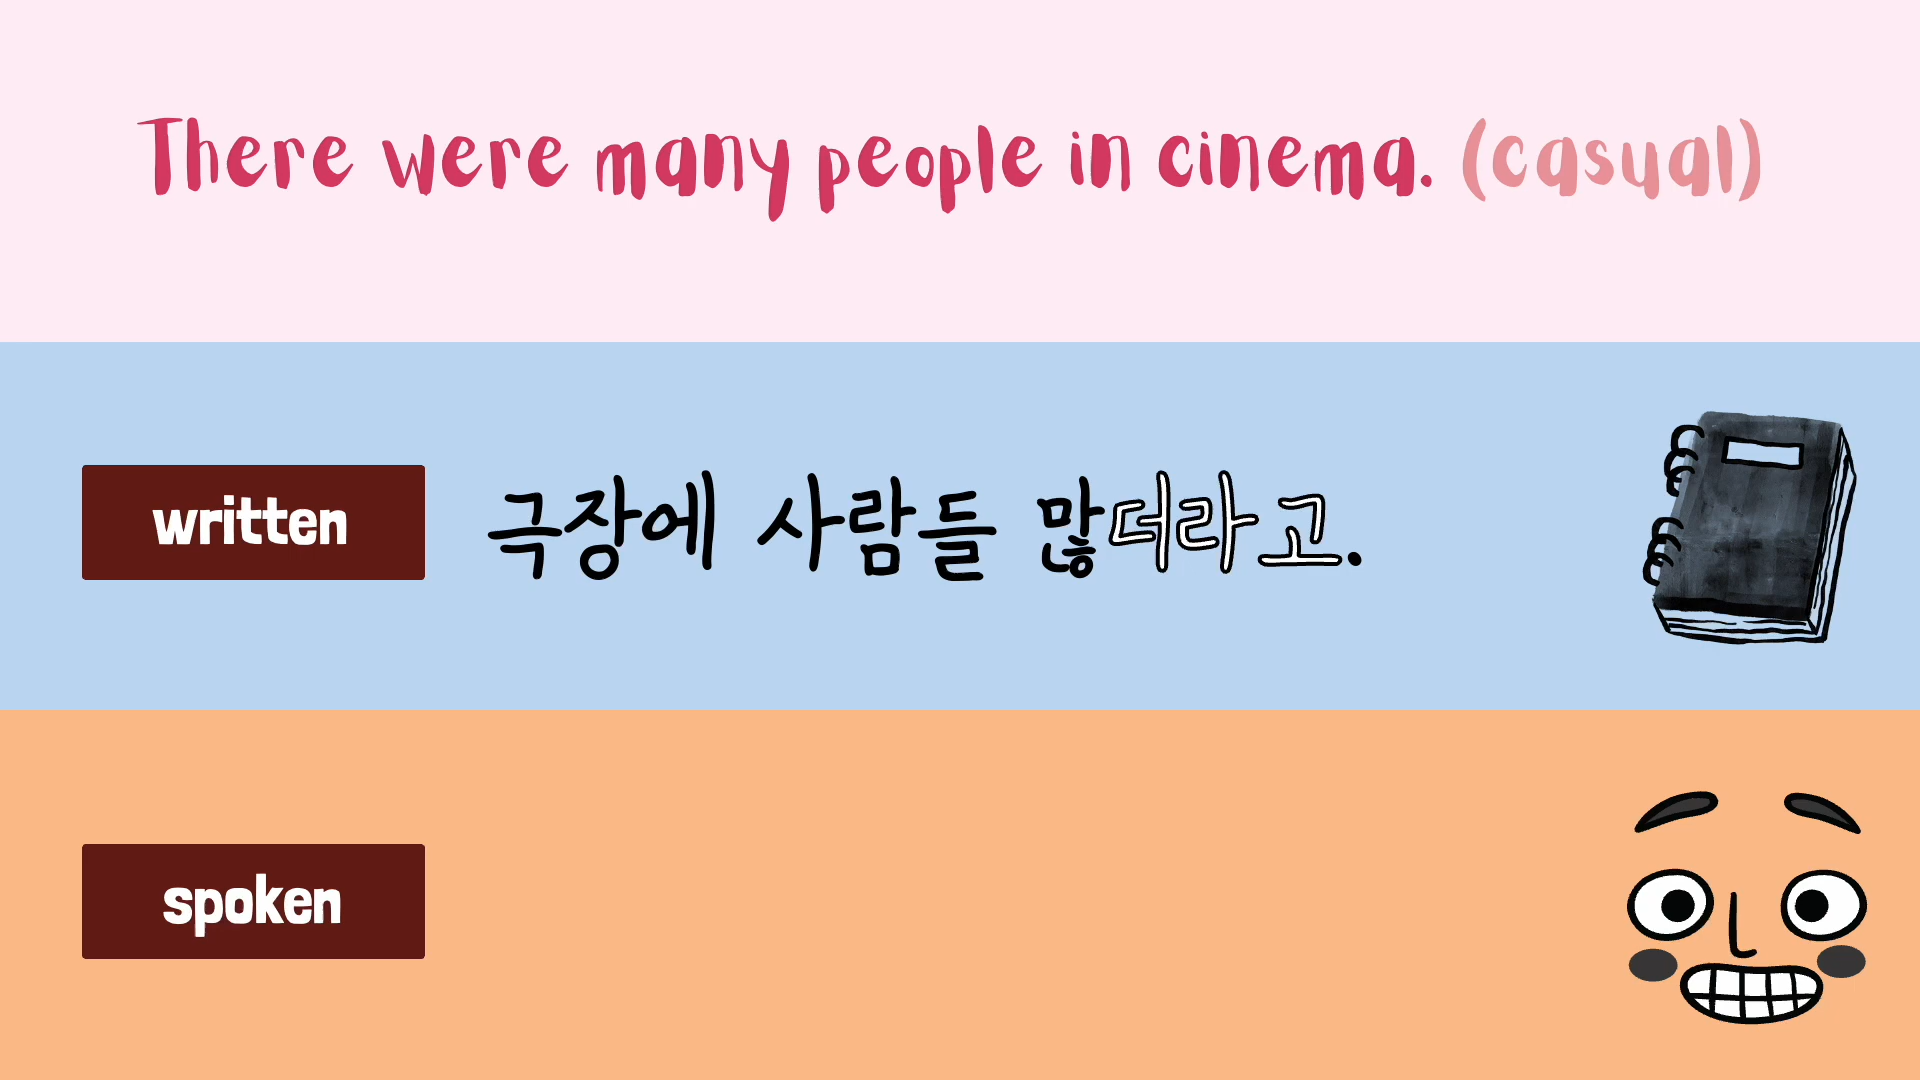 There were many people in cinema. (casual)
written
극장에 사람들 많더라고.
spoken